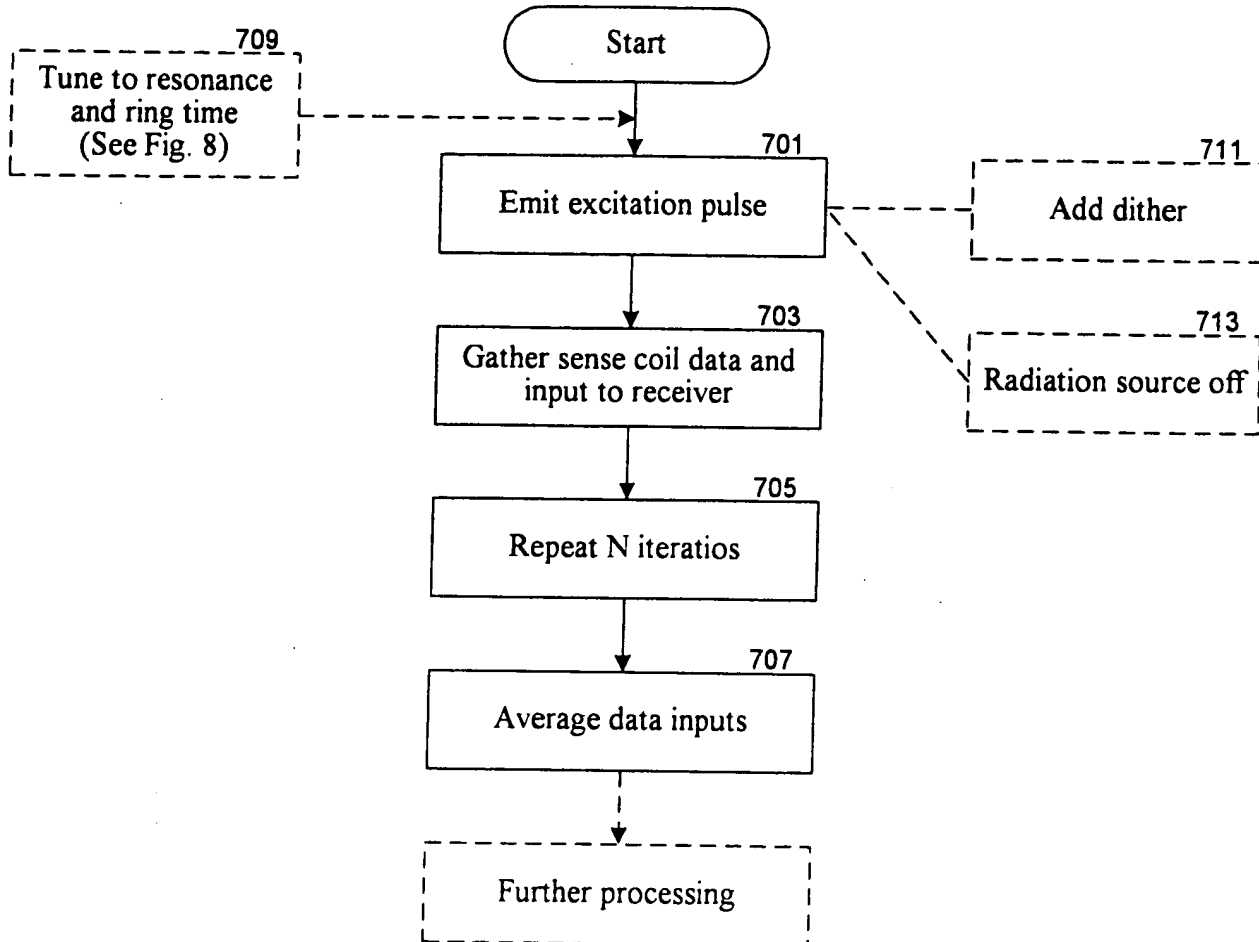 Start
709
Tune to resonance
and ring time
(See Fig. 8)
701
Emit excitation pulse
711
Add dither
703
Gather sense coil data and
input to receiver
713
Radiation source off
705
Repeat N iteratios
707
Average data inputs
Further processing